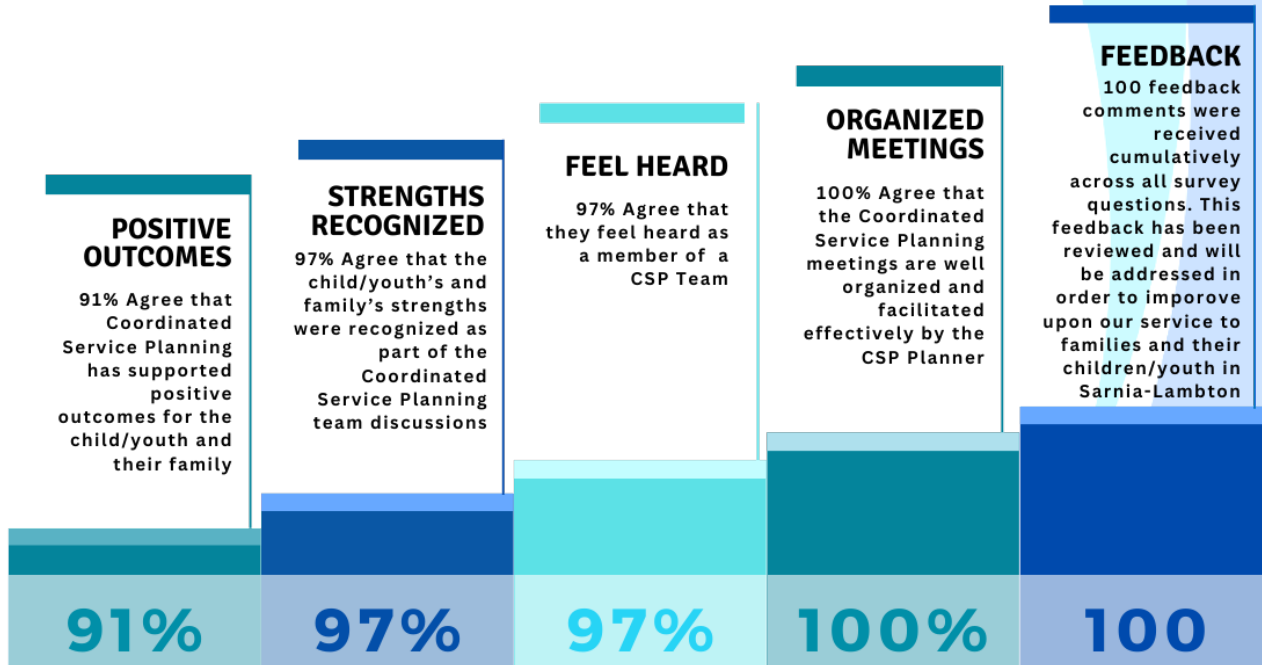 POSITIVE
OUTCOMES
91% Agree that
Coordinated
Service Planning
has supported
positive
outcomes for the
child/youth and
their family
91%
STRENGTHS
RECOGNIZED
97% Agree that the
child/youth's and
family's strengths
were recognized as
part of the
Coordinated
Service Planning
team discussions
97%
FEEL HEARD
97% Agree that
they feel heard as
a member of a
CSP Team
97%
ORGANIZED
MEETINGS
100% Agree that
the Coordinated
Service Planning
meetings are well
organized and
facilitated
effectively by the
CSP Planner
100%
FEEDBACK
100 feedback
comments were
received
cumulatively
across all survey
questions. This
feedback has been
reviewed and will
be addressed in
order to imporove
upon our service to
families and their
children/youth in
Sarnia-Lambton
100